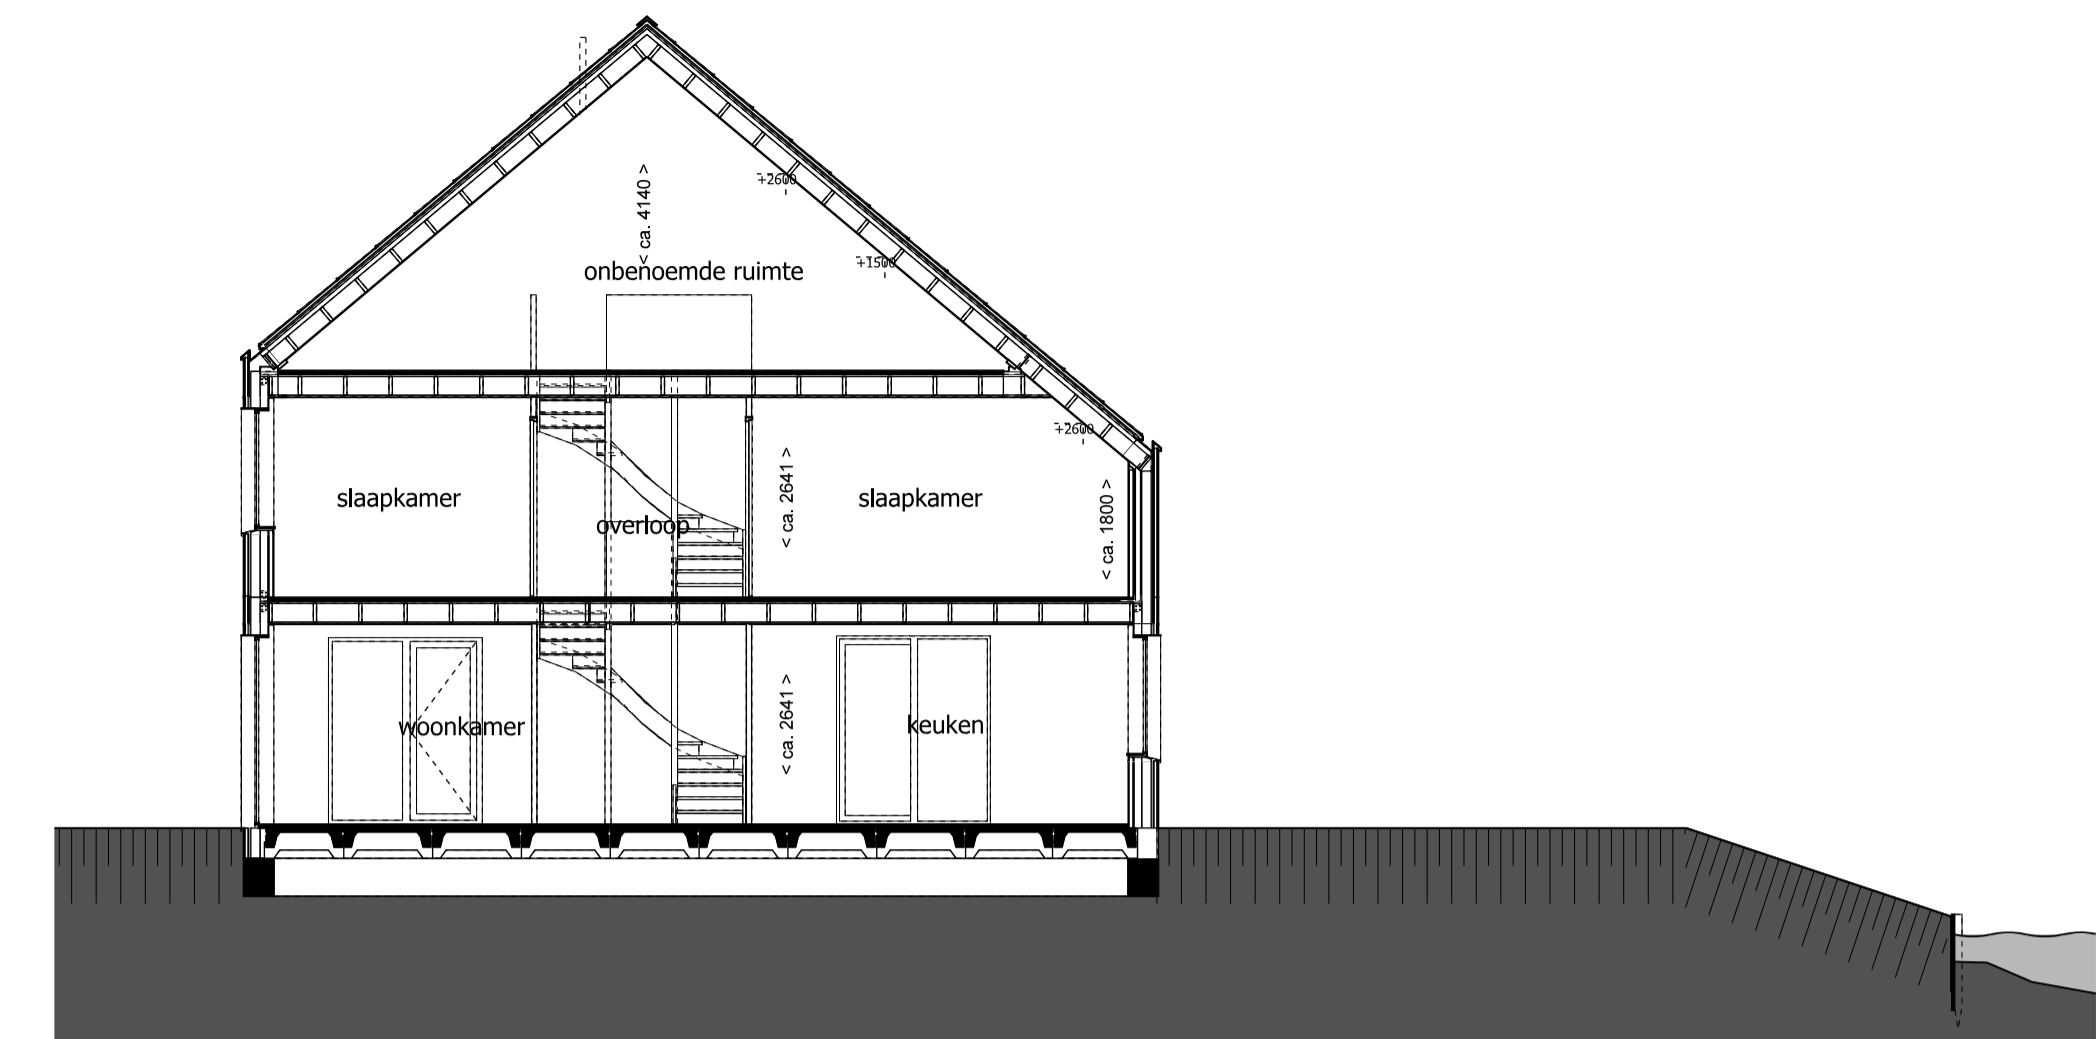 +2600
< ca. 4140 >
+1500
onbenoemde ruimte
+2600
< ca. 2641 >
slaapkamer
slaapkamer
overloop
< ca. 1800 >
< ca. 2641 >
woonkamer
keuken